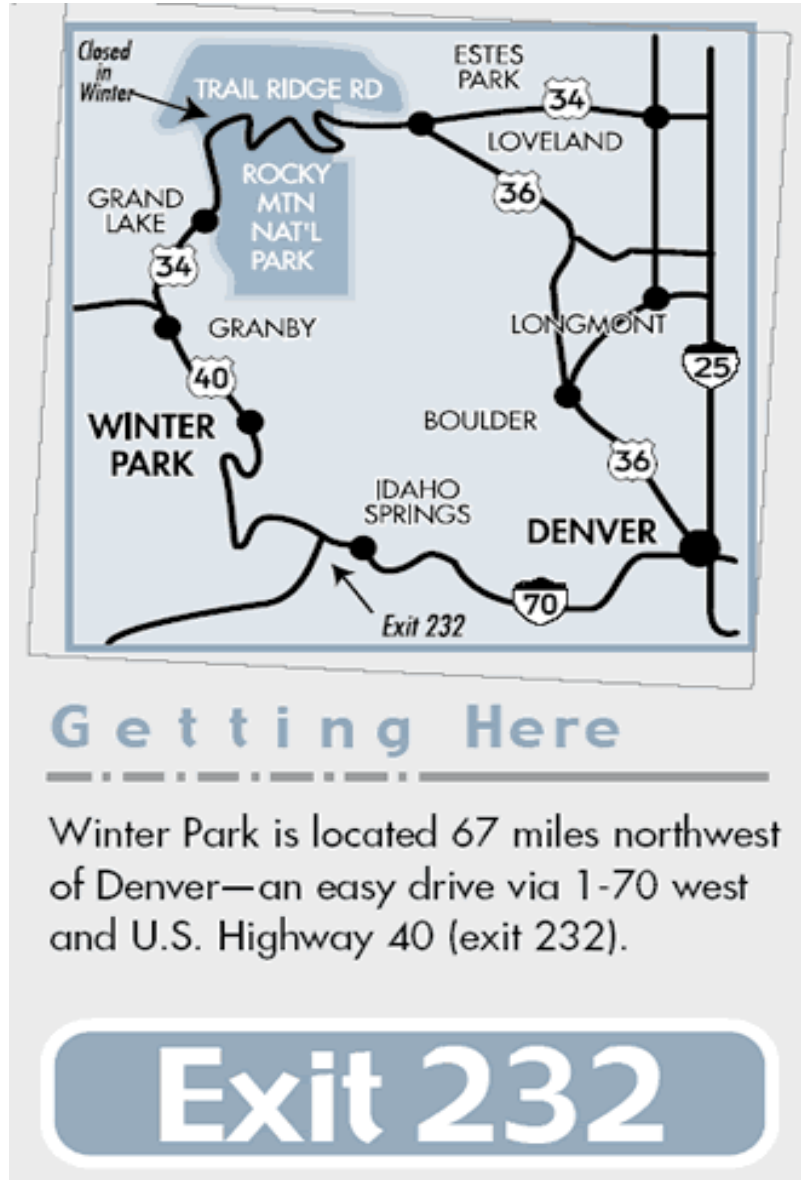 Closed
in
Winter
TRAIL RIDGE RD
ESTES
PARK
34
LOVELAND
36
ROCKY
MTN
NAT'L
PARK
GRAND
LAKE
34
GRANBY
LONGMONT
25
40
WINTER
PARK
BOULDER
36
IDAHO
SPRINGS
DENVER
70
Exit 232
Getting Here
Winter Park is located 67 miles northwest
of Denver—an easy drive via 1-70 west
and U.S. Highway 40 (exit 232).
Exit 232